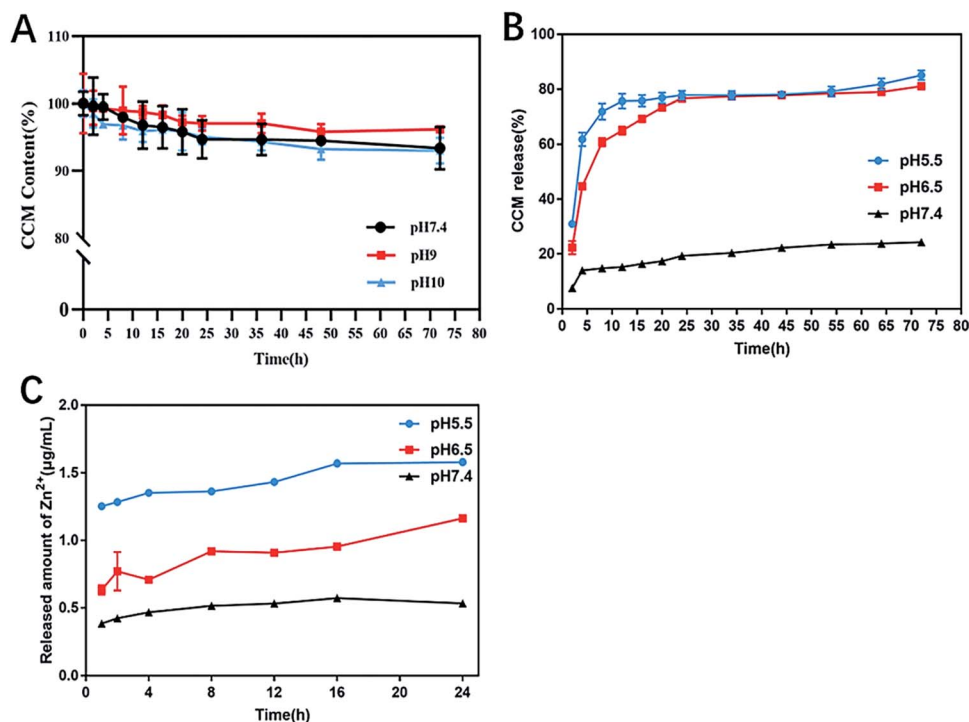 A
CCM Content(%)
110
100
90
80
0
pH7.4
pH9
pH10
0 5 10 15 20 25 30 35 40 45 50 55 60 65 70 75 80
Time(h)
B
CCM release(%)
100
80
60
40
20
0
pH5.5
pH6.5
pH7.4
0 5 10 15 20 25 30 35 40 45 50 55 60 65 70 75 80
Time(h)
C
Released amount of Zn²⁺(μg/mL)
2.0
1.5
1.0
0.5
0.0
pH5.5
pH6.5
pH7.4
0 4 8 12 16 20 24
Time(h)